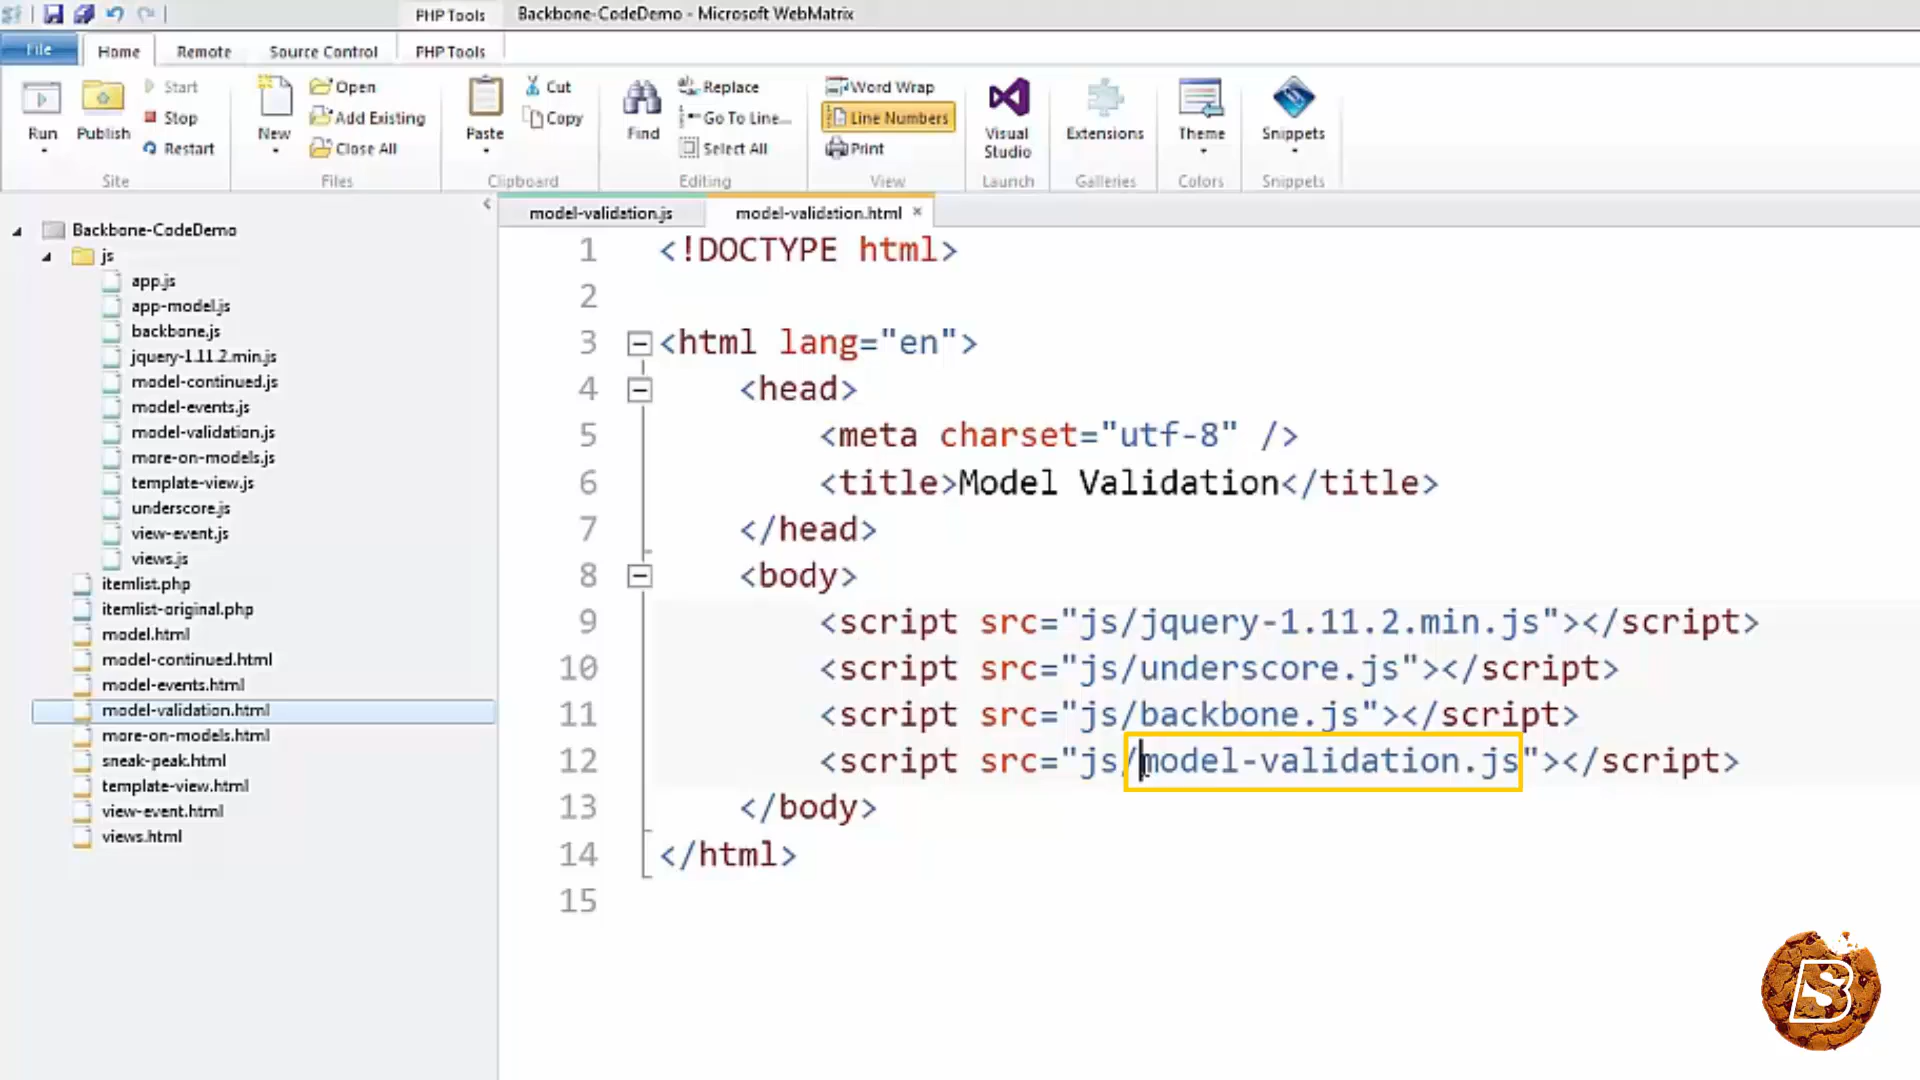 PHP Tools
Backbone-CodeDemo - Microsoft WebMatrix
File
Home
Remote
Source Control
PHP Tools
Run
Publish
Start
Stop
Restart
Site
New
Open
Add Existing
Close All
Files
Paste
Cut
Copy
Clipboard
Find
Replace
Go To Line...
Select All
Editing
Word Wrap
Line Numbers
Print
View
Visual
Studio
Launch
Extensions
Galleries
Theme
Colors
Snippets
Snippets
Backbone-CodeDemo
js
app.js
app-model.js
backbone.js
jquery-1.11.2.min.js
model-continued.js
model-events.js
model-validation.js
more-on-models.js
template-view.js
underscore.js
view-event.js
views.js
itemlist.php
itemlist-original.php
model.html
model-continued.html
model-events.html
model-validation.html
more-on-models.html
sneak-peak.html
template-view.html
view-event.html
views.html
model-validation.js
model-validation.html ×
1 <!DOCTYPE html>
2
3 <html lang="en">
4 <head>
5 <meta charset="utf-8" />
6 <title>Model Validation</title>
7 </head>
8 <body>
9 <script src="js/jquery-1.11.2.min.js"></script>
10 <script src="js/underscore.js"></script>
11 <script src="js/backbone.js"></script>
12 <script src="js/model-validation.js"></script>
13 </body>
14 </html>
15
BS